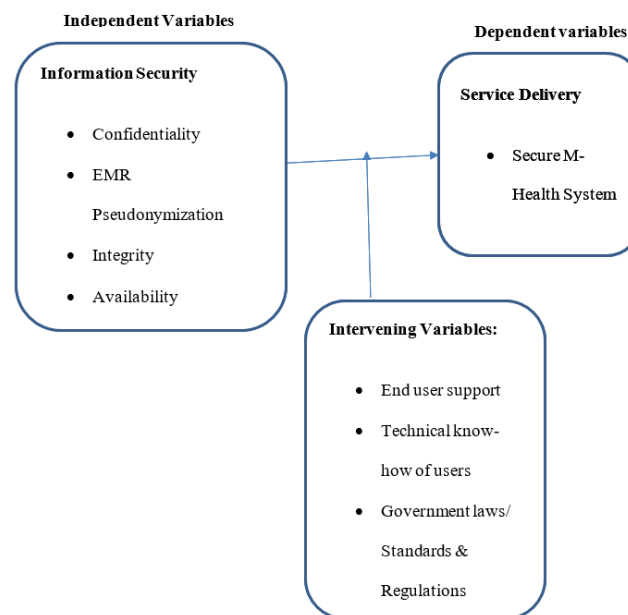 Independent Variables
Information Security
• Confidentiality
• EMR
Pseudonymization
• Integrity
• Availability
Dependent variables
Service Delivery
• Secure M-
Health System
Intervening Variables:
• End user support
• Technical know-
how of users
• Government laws/
Standards &
Regulations